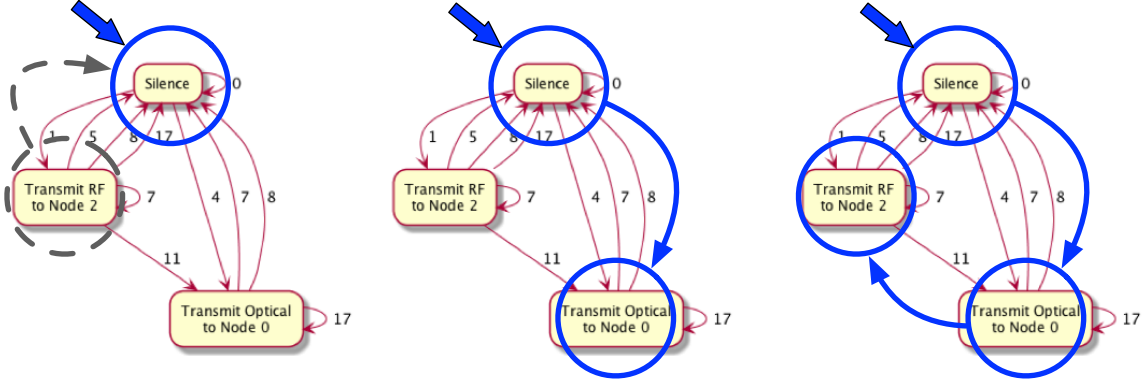 Silence
0
1
5
8
17
Transmit RF
to Node 2
7
4
7
8
11
Transmit Optical
to Node 0
17
Silence
0
1
5
8
17
Transmit RF
to Node 2
7
4
7
8
11
Transmit Optical
to Node 0
17
Silence
0
1
5
8
17
Transmit RF
to Node 2
7
4
7
8
11
Transmit Optical
to Node 0
17